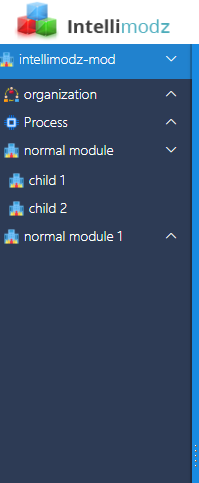 Intellimodz
intellimodz-mod
organization
Process
normal module
child 1
child 2
normal module 1